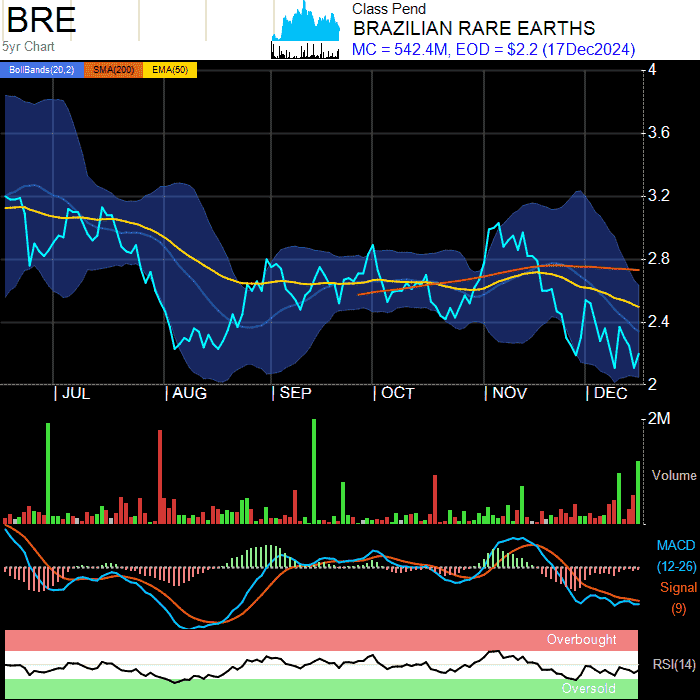 BRE
5yr Chart
Class Pend
BRAZILIAN RARE EARTHS
MC = 542.4M, EOD = $2.2 (17Dec2024)
BollBands(20,2) SMA(200) EMA(50)
4
3.6
3.2
2.8
2.4
2
JUL AUG SEP OCT NOV DEC
2M
Volume
MACD
(12-26)
Signal
(9)
Overbought
RSI(14)
Oversold